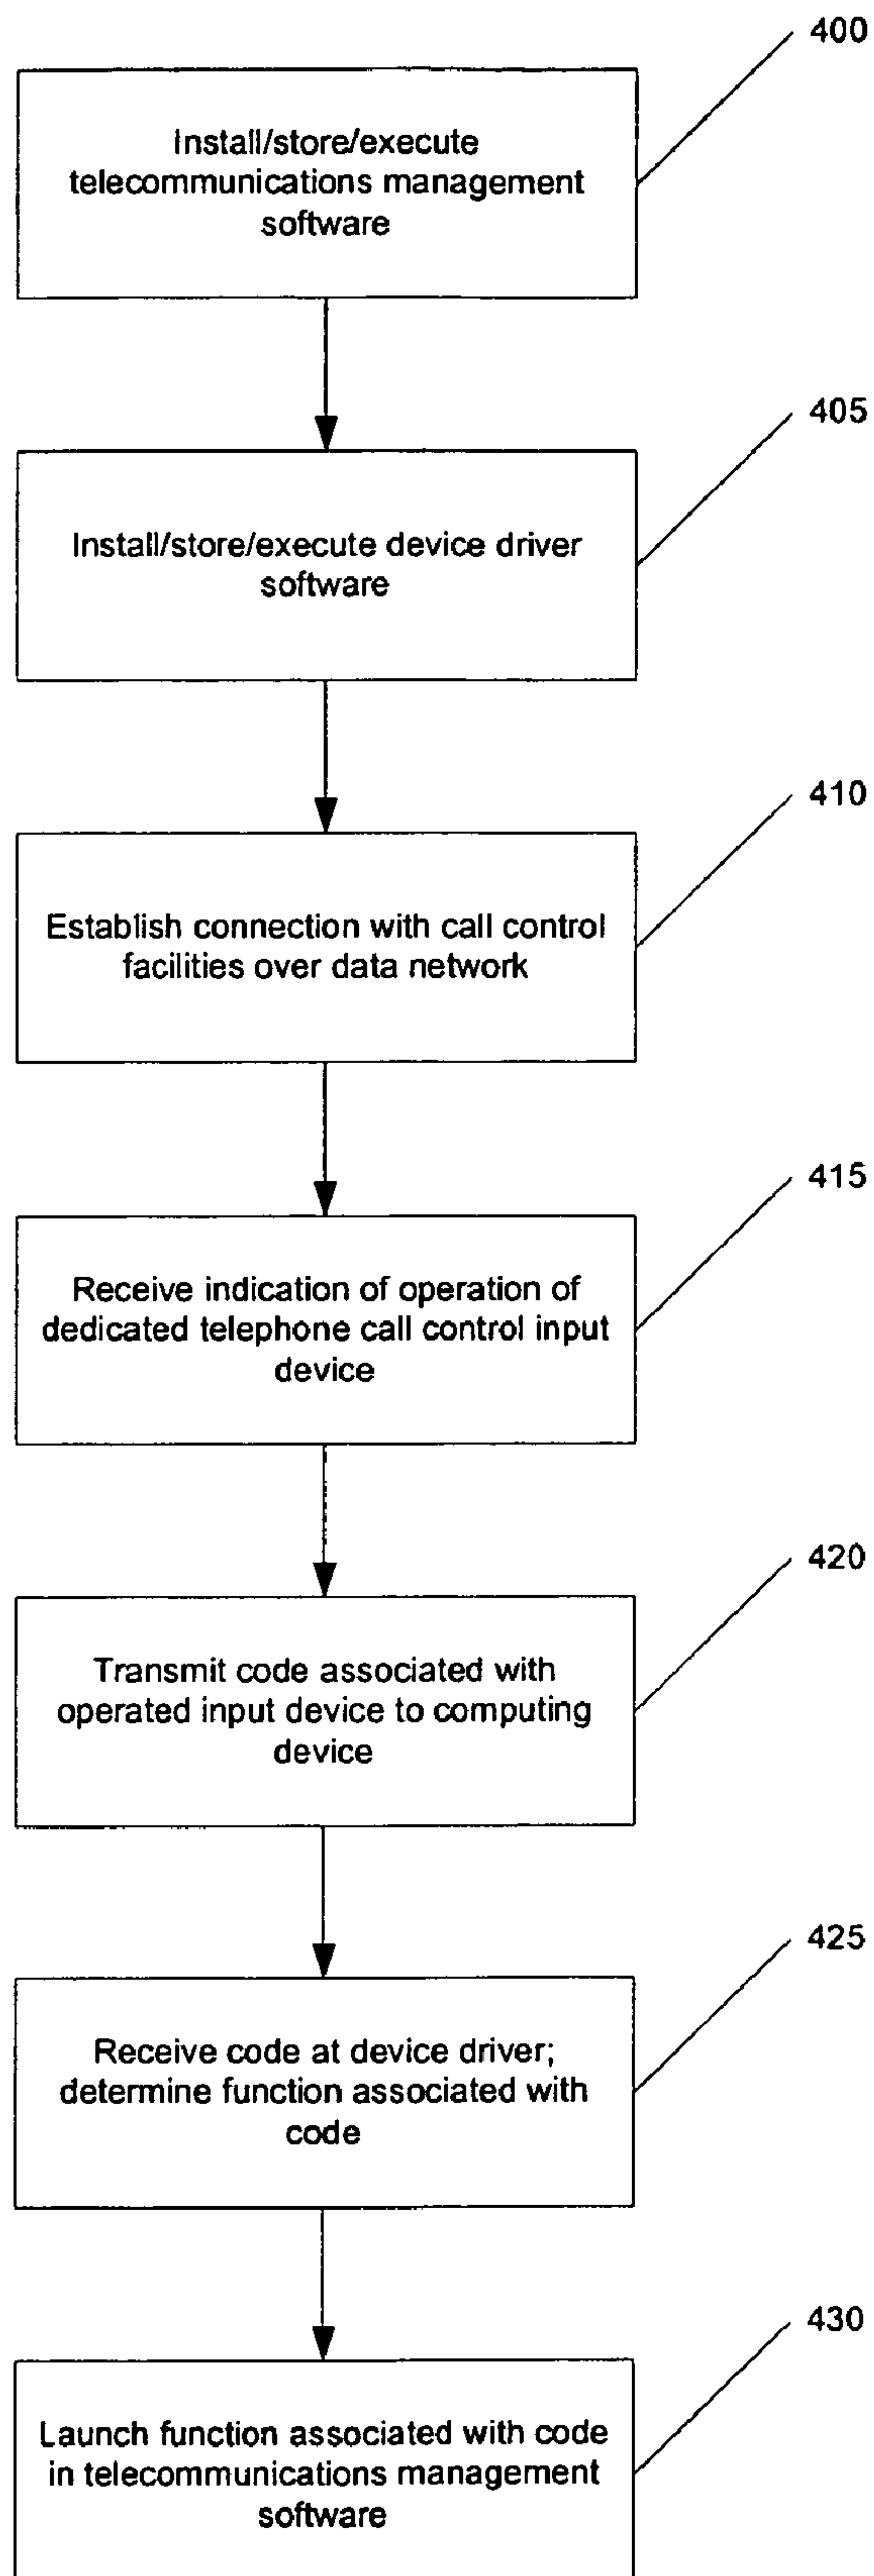 400
Install/store/execute
telecommunications management
software
405
Install/store/execute device driver
software
410
Establish connection with call control
facilities over data network
415
Receive indication of operation of
dedicated telephone call control input
device
420
Transmit code associated with
operated input device to computing
device
425
Receive code at device driver;
determine function associated with
code
430
Launch function associated with code
in telecommunications management
software